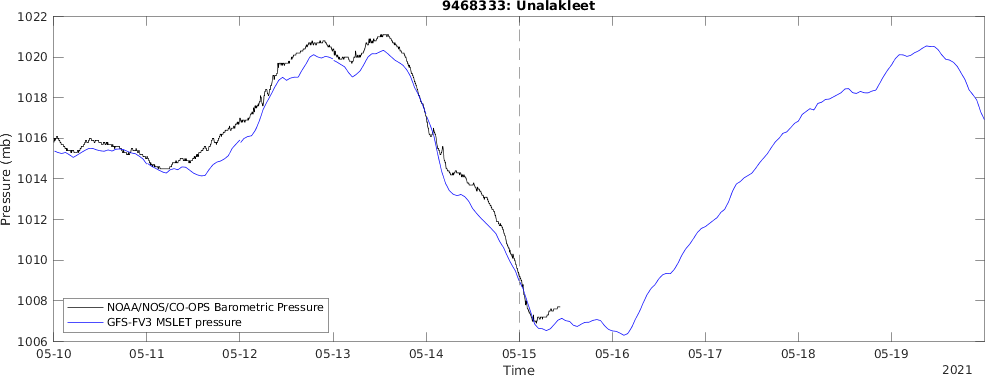 9468333: Unalakleet
1022
1020
1018
1016
1014
1012
1010
1008
1006
Pressure (mb)
NOAA/NOS/CO-OPS Barometric Pressure
GFS-FV3 MSLET pressure
05-10 05-11 05-12 05-13 05-14 05-15 05-16 05-17 05-18 05-19
Time
2021